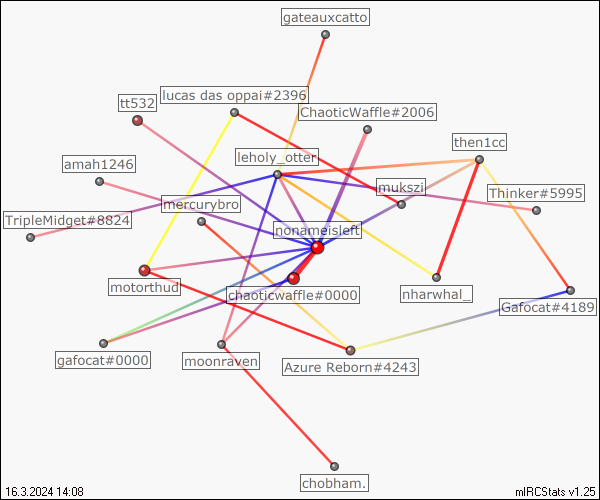 gateauxcatto
lucas das oppai#2396
tt532
ChaoticWaffle#2006
then1cc
leholy_otter
amah1246
mukszi
Thinker#5995
mercurybro
TripleMidget#8824
nonameisleft
motorthud
chaoticwaffle#0000
nharwhal_
Gafocat#4189
gafocat#0000
moonraven
Azure Reborn#4243
chobham.
16.3.2024 14:08
mIRCStats v1.25